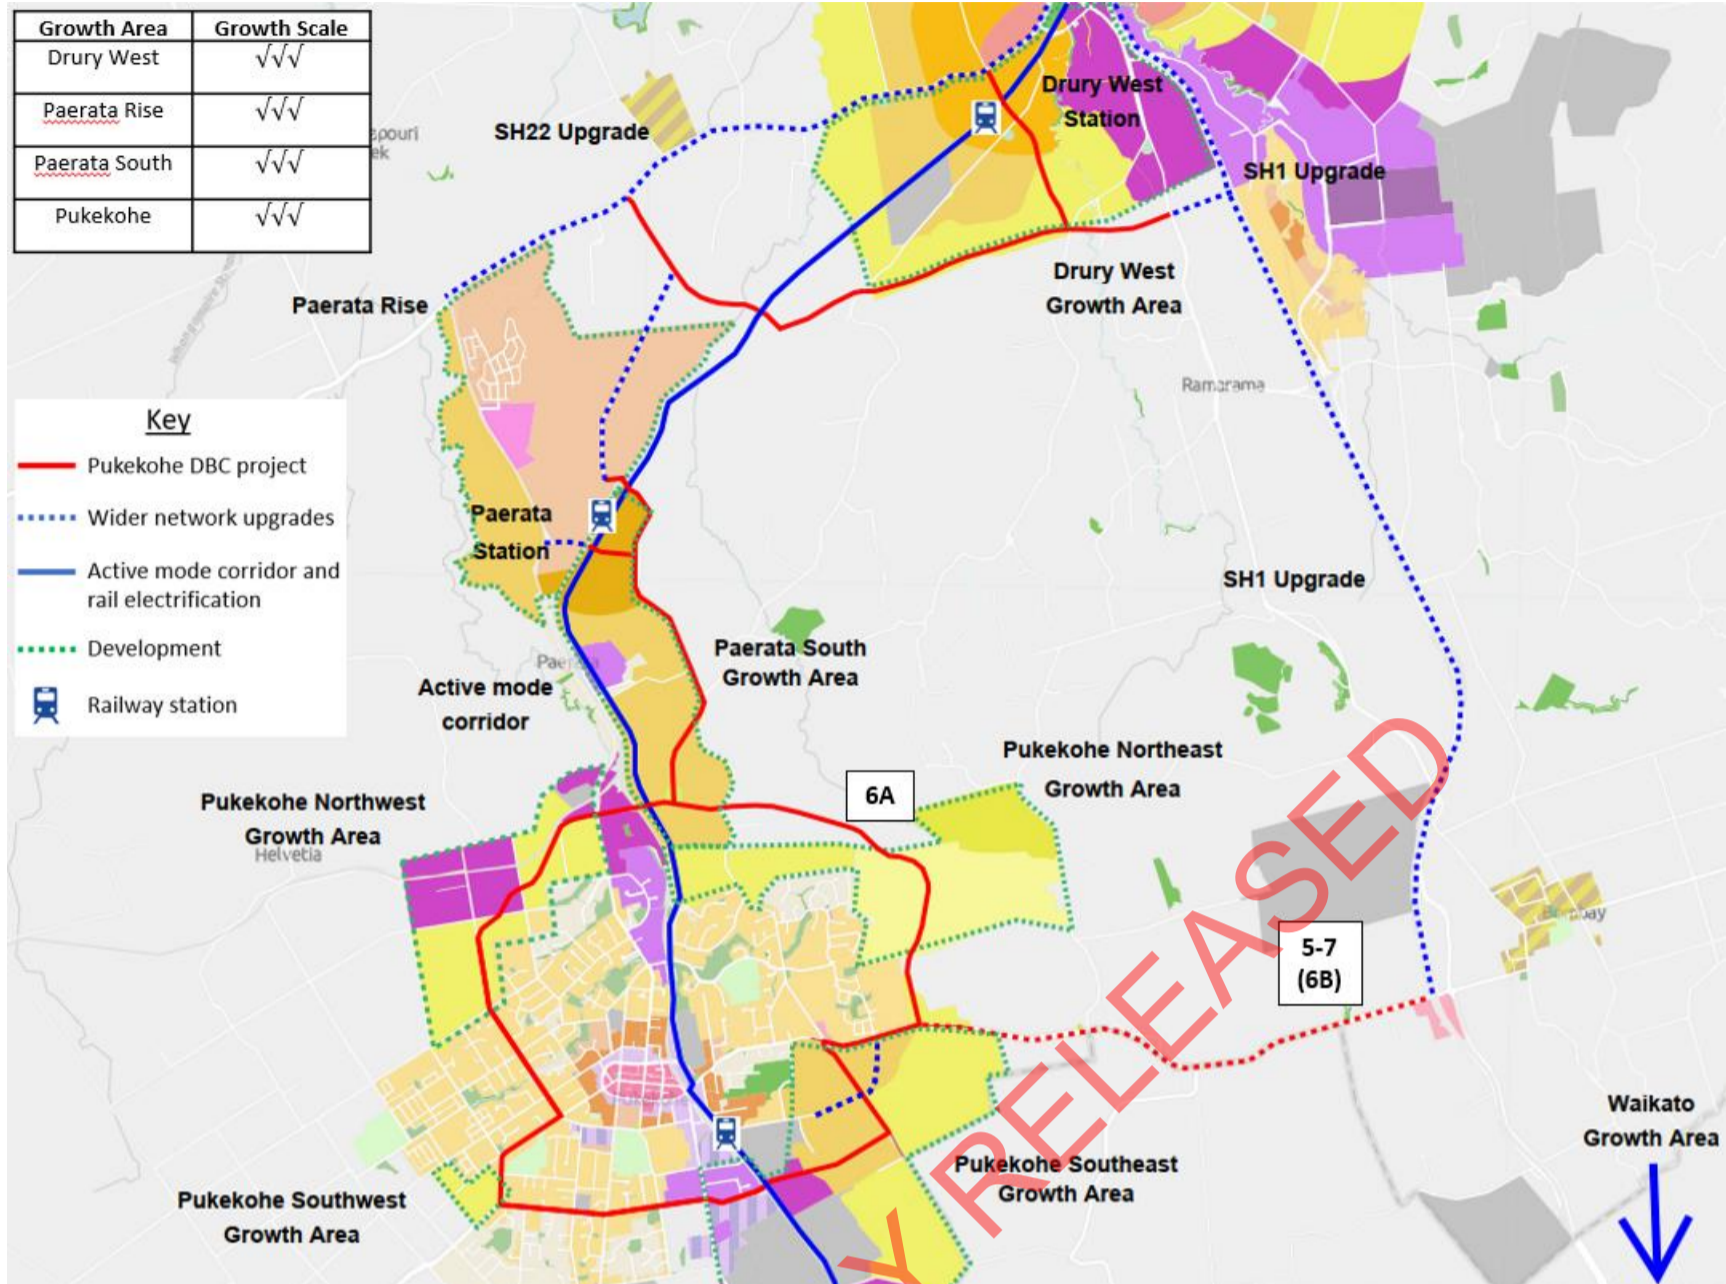 Growth Area Growth Scale
Drury West √√√
Paerata Rise √√√
Paerata South √√√
Pukekohe √√√
SH22 Upgrade
Drury West
Station
SH1 Upgrade
Drury West
Growth Area
Paerata Rise
Ramarama
Key
Pukekohe DBC project
Wider network upgrades
Active mode corridor and
rail electrification
Development
Railway station
Paerata
Station
SH1 Upgrade
Paerata South
Growth Area
Active mode
corridor
Pukekohe Northeast
Growth Area
6A
Pukekohe Northwest
Growth Area
Helvetia
Bombay
5-7
(6B)
Waikato
Growth Area
Pukekohe Southeast
Growth Area
Pukekohe Southwest
Growth Area
Y RELEASED